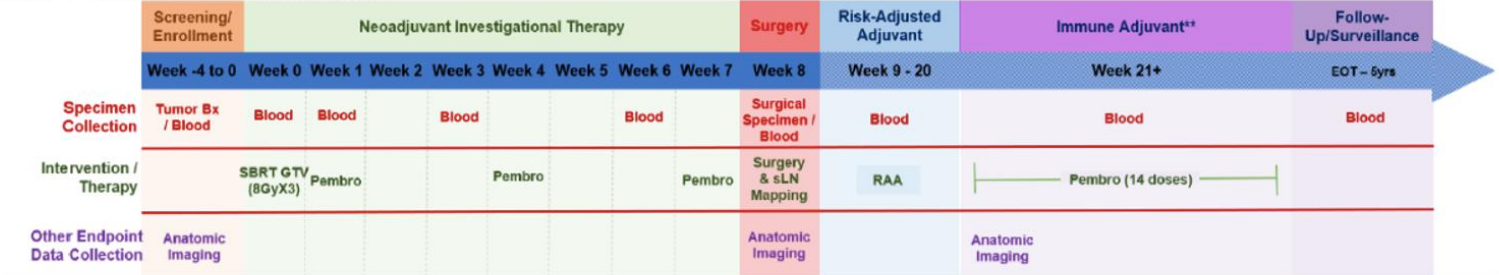 Screening/
Enrollment
Neoadjuvant Investigational Therapy
Surgery
Risk-Adjusted
Adjuvant
Immune Adjuvant**
Follow-
Up/Surveillance
Week -4 to 0 Week 0 Week 1 Week 2 Week 3 Week 4 Week 5 Week 6 Week 7 Week 8 Week 9 - 20 Week 21+ EOT – 5yrs
Specimen
Collection
Tumor Bx
/ Blood
Blood Blood Blood Blood
Surgical
Specimen /
Blood
Blood Blood Blood
Intervention /
Therapy
SBRT GTV
(8GyX3)
Pembro Pembro Pembro
Surgery
& sLN
Mapping
RAA
Pembro (14 doses)
Other Endpoint
Data Collection
Anatomic
Imaging
Anatomic
Imaging
Anatomic
Imaging